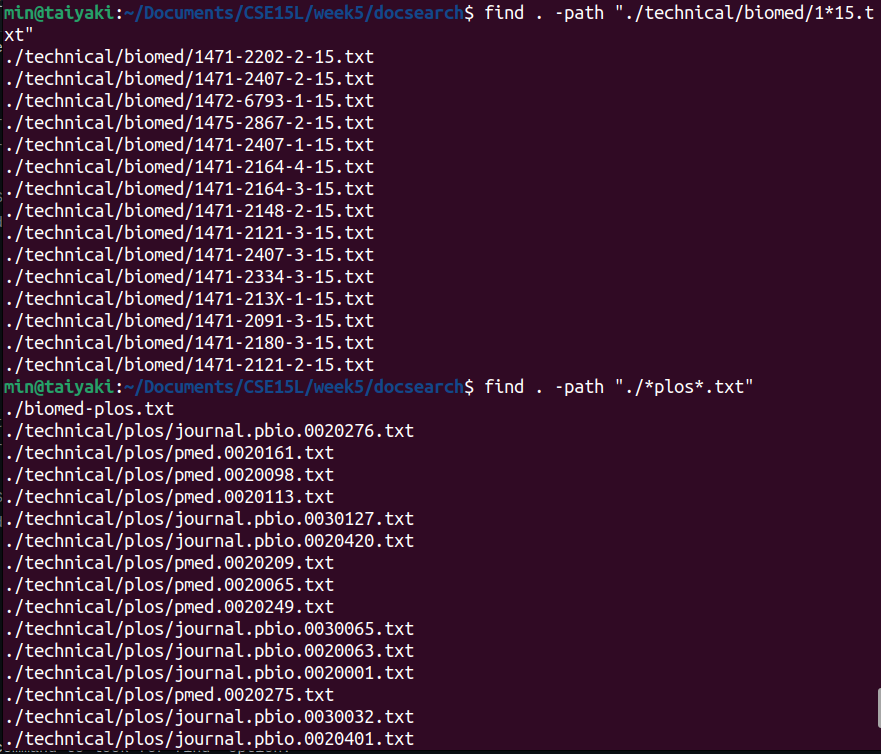 min@taiyaki:~/Documents/CSE15L/week5/docsearch$ find . -path "./technical/biomed/1*15.t
xt"
./technical/biomed/1471-2202-2-15.txt
./technical/biomed/1471-2407-2-15.txt
./technical/biomed/1472-6793-1-15.txt
./technical/biomed/1475-2867-2-15.txt
./technical/biomed/1471-2407-1-15.txt
./technical/biomed/1471-2164-4-15.txt
./technical/biomed/1471-2164-3-15.txt
./technical/biomed/1471-2148-2-15.txt
./technical/biomed/1471-2121-3-15.txt
./technical/biomed/1471-2407-3-15.txt
./technical/biomed/1471-2334-3-15.txt
./technical/biomed/1471-213X-1-15.txt
./technical/biomed/1471-2091-3-15.txt
./technical/biomed/1471-2180-3-15.txt
./technical/biomed/1471-2121-2-15.txt
min@taiyaki:~/Documents/CSE15L/week5/docsearch$ find . -path "./*plos*.txt"
./biomed-plos.txt
./technical/plos/journal.pbio.0020276.txt
./technical/plos/pmed.0020161.txt
./technical/plos/pmed.0020098.txt
./technical/plos/pmed.0020113.txt
./technical/plos/journal.pbio.0030127.txt
./technical/plos/journal.pbio.0020420.txt
./technical/plos/pmed.0020209.txt
./technical/plos/pmed.0020065.txt
./technical/plos/pmed.0020249.txt
./technical/plos/journal.pbio.0030065.txt
./technical/plos/journal.pbio.0020063.txt
./technical/plos/journal.pbio.0020001.txt
./technical/plos/pmed.0020275.txt
./technical/plos/journal.pbio.0030032.txt
./technical/plos/journal.pbio.0020401.txt